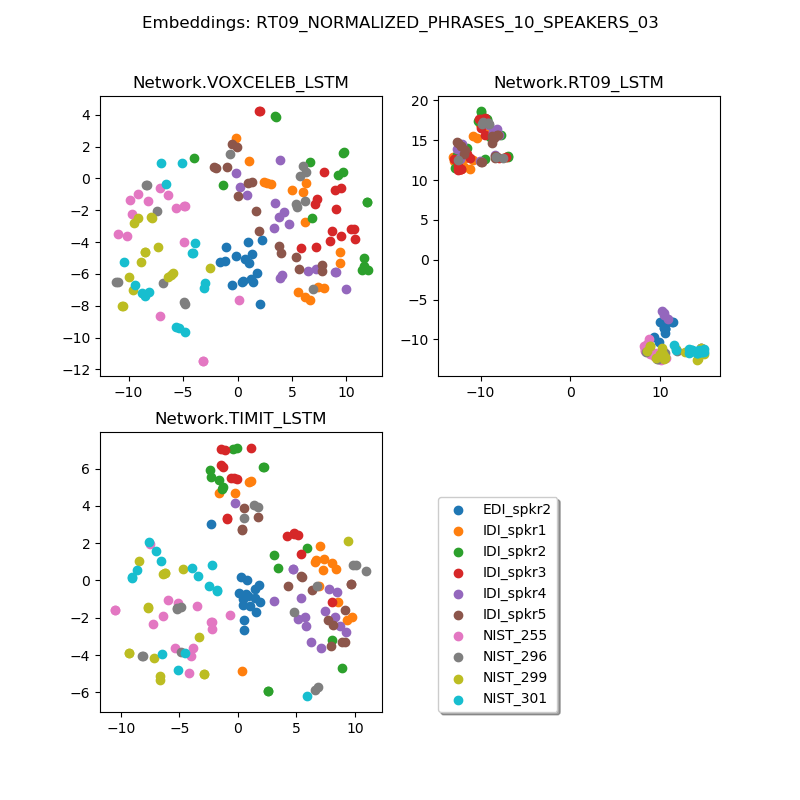 Embeddings: RT09_NORMALIZED_PHRASES_10_SPEAKERS_03
Network.VOXCELEB_LSTM
4
2
0
−2
−4
−6
−8
−10
−12
−10
−5
0
5
10
Network.RT09_LSTM
20
15
10
5
0
−5
−10
−10
0
10
Network.TIMIT_LSTM
6
4
2
0
−2
−4
−6
−10
−5
0
5
10
EDI_spkr2
IDI_spkr1
IDI_spkr2
IDI_spkr3
IDI_spkr4
IDI_spkr5
NIST_255
NIST_296
NIST_299
NIST_301